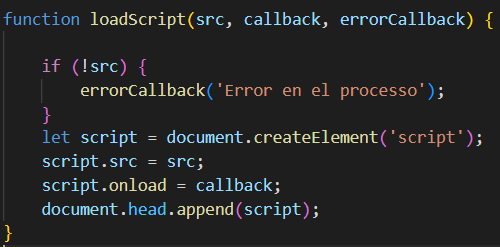 function loadScript(src, callback, errorCallback) {
if (!src) {
errorCallback('Error en el processo');
}
let script = document.createElement('script');
script.src = src;
script.onload = callback;
document.head.append(script);
}